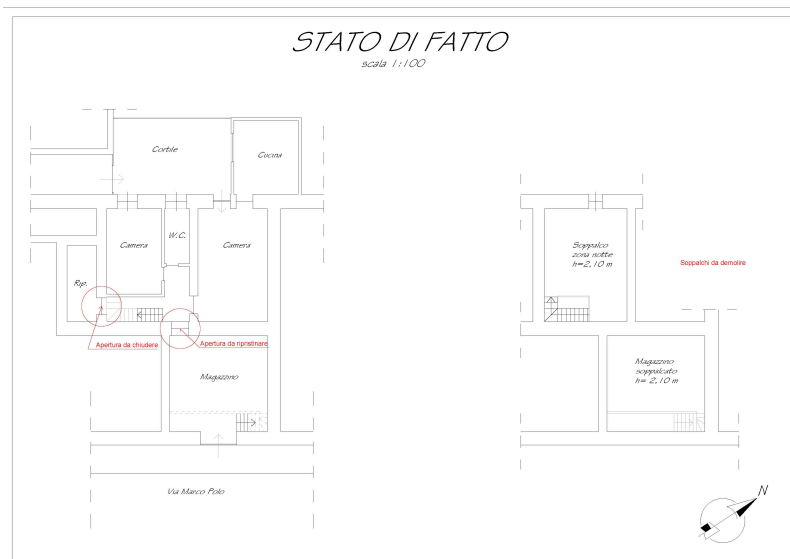 STATO DI FATTO
scala 1:100
Cortile
Cucina
Camera
W.C.
Camera
Rip.
Apertura da chiudere
Apertura da ripristinare
Magazzino
Via Marco Polo
Soppalco
zona notte
h=2,10 m
Soppalchi da demolire
Magazzino
soppalcato
h= 2,10 m
N